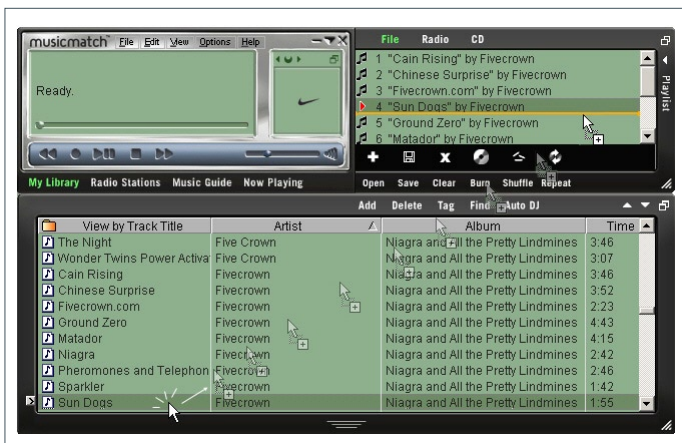 musicmatch File Edit View Options Help
Ready.
File Radio CD
1 "Cain Rising" by Fivecrown
2 "Chinese Surprise" by Fivecrown
3 "Fivecrown.com" by Fivecrown
4 "Sun Dogs" by Fivecrown
5 "Ground Zero" by Fivecrown
6 "Matador" by Fivecrown
Playlist
My Library Radio Stations Music Guide Now Playing
Open Save Clear Burn Shuffle Repeat
Add Delete Tag Find Auto DJ
View by Track Title Artist Album Time
The Night Five Crown Niagra and All the Pretty Lindmines 3:46
Wonder Twins Power Activa Five Crown Niagra and All the Pretty Lindmines 3:07
Cain Rising Fivecrown Niagra and All the Pretty Lindmines 3:46
Chinese Surprise Fivecrown Niagra and All the Pretty Lindmines 3:52
Fivecrown.com Fivecrown Niagra and All the Pretty Lindmines 2:23
Ground Zero Fivecrown Niagra and All the Pretty Lindmines 4:43
Matador Fivecrown Niagra and All the Pretty Lindmines 4:15
Niagra Fivecrown Niagra and All the Pretty Lindmines 2:42
Pheromones and Telephon Fivecrown Niagra and All the Pretty Lindmines 2:46
Sparkler Fivecrown Niagra and All the Pretty Lindmines 1:42
Sun Dogs Fivecrown Niagra and All the Pretty Lindmines 1:55